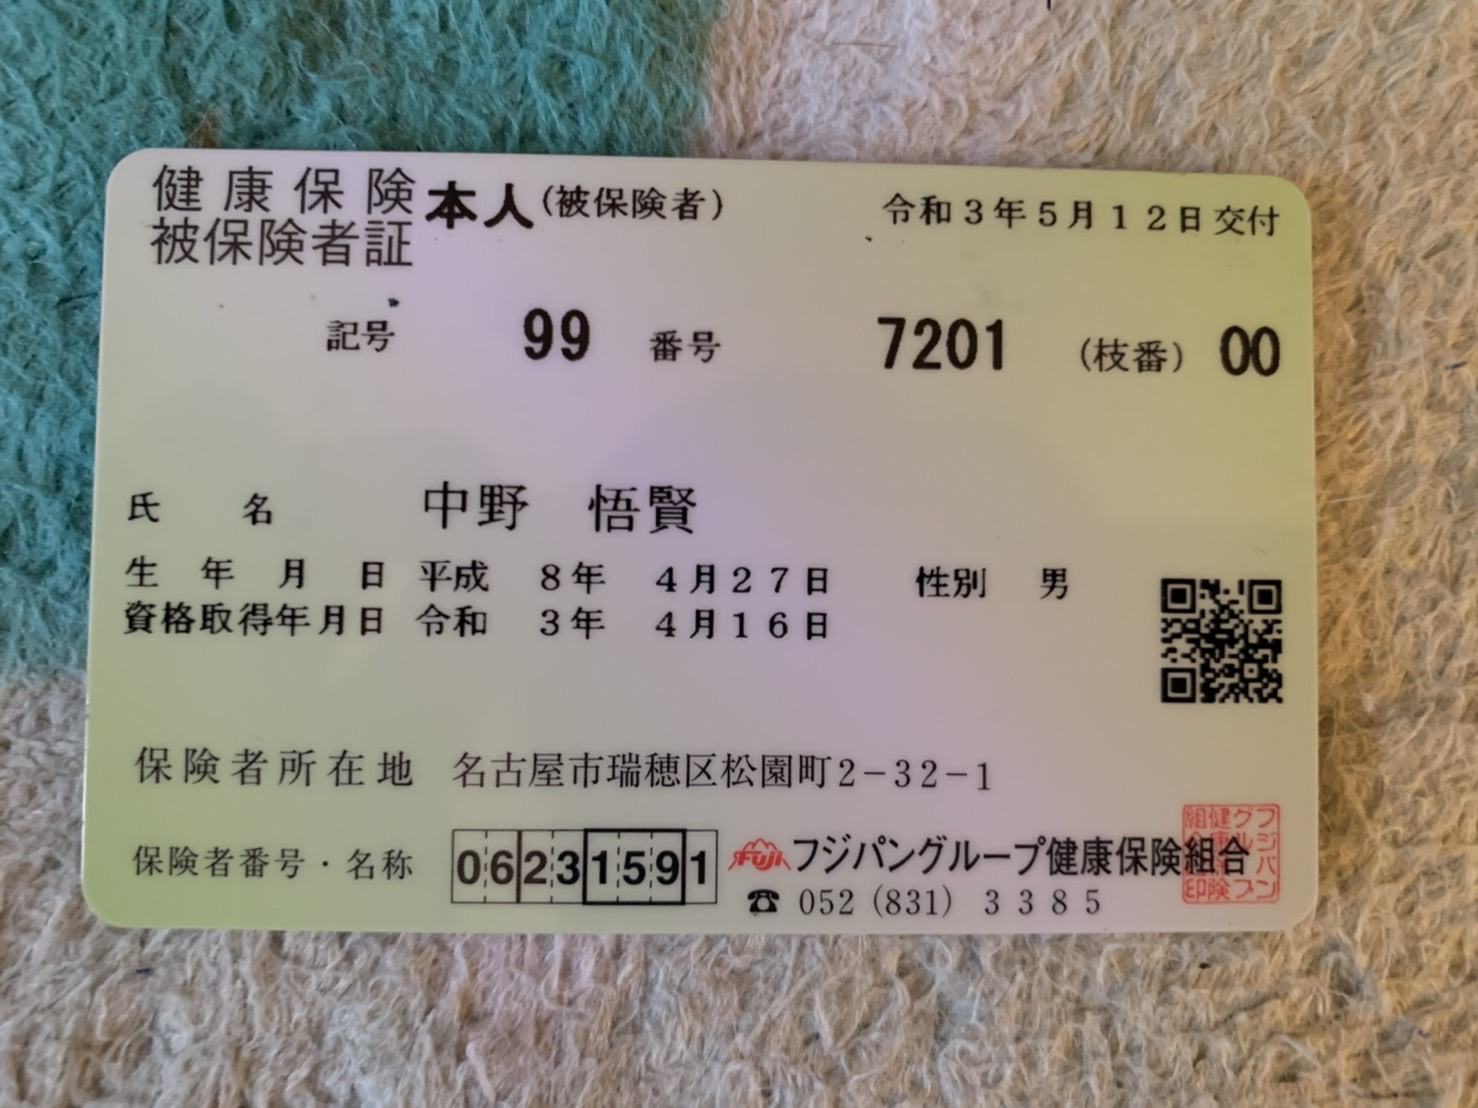 健康保険 本人(被保険者) 令和3年5月12日交付
被保険者証
記号 99 番号 7201 (枝番) 00
氏名 中野 悟賢
生年月日 平成 8年 4月27日 性別 男
資格取得年月日 令和 3年 4月16日
保険者所在地 名古屋市瑞穂区松園町2-32-1
保険者番号・名称 06231591 Fuji フジパングループ健康保険組合
☎ 052(831)3385